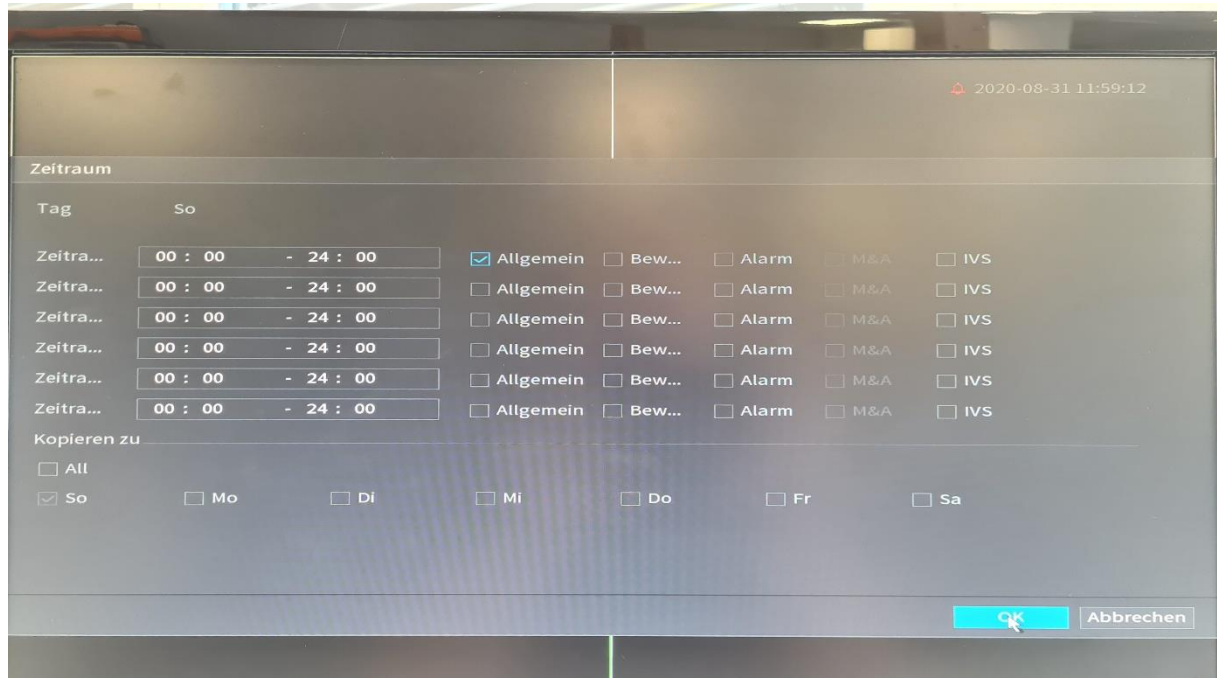 2020-08-31 11:59:12
Zeitraum
Tag So
Zeitra... 00 : 00 - 24 : 00 Allgemein Bew... Alarm M&A IVS
Zeitra... 00 : 00 - 24 : 00 Allgemein Bew... Alarm M&A IVS
Zeitra... 00 : 00 - 24 : 00 Allgemein Bew... Alarm M&A IVS
Zeitra... 00 : 00 - 24 : 00 Allgemein Bew... Alarm M&A IVS
Zeitra... 00 : 00 - 24 : 00 Allgemein Bew... Alarm M&A IVS
Zeitra... 00 : 00 - 24 : 00 Allgemein Bew... Alarm M&A IVS
Kopieren zu
All
So Mo Di Mi Do Fr Sa
OK Abbrechen